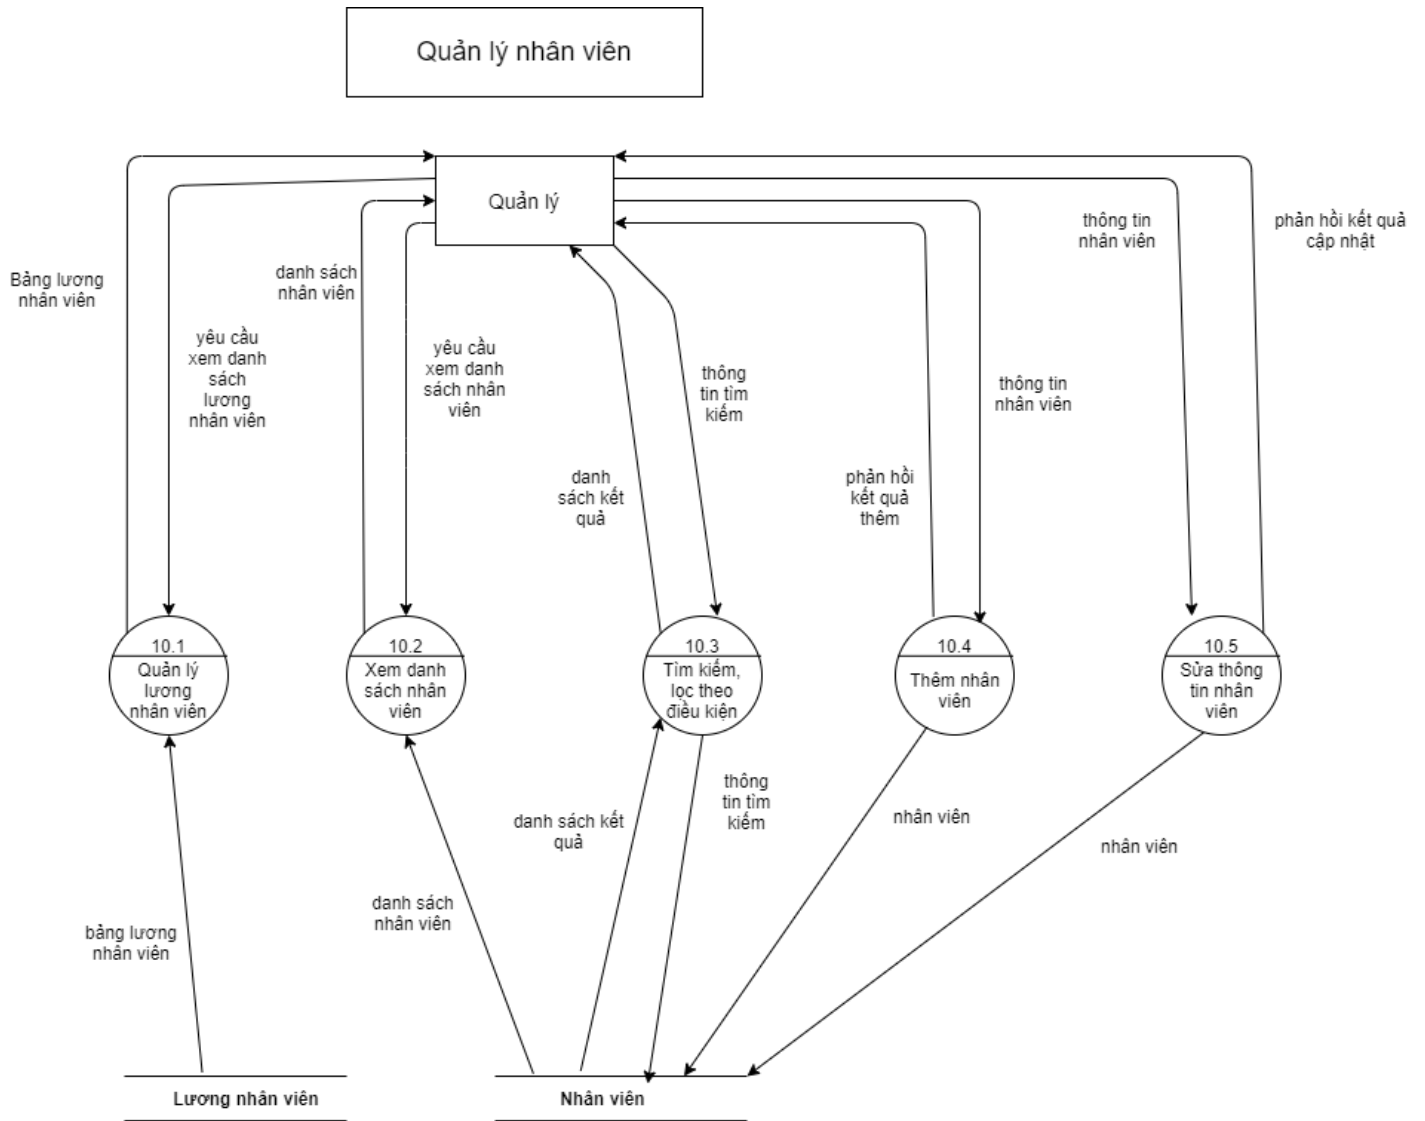 Quản lý nhân viên
Quản lý
Bảng lương
nhân viên
yêu cầu
xem danh
sách
lương
nhân viên
danh sách
nhân viên
yêu cầu
xem danh
sách nhân
viên
danh
sách kết
quả
thông
tin tìm
kiếm
phản hồi
kết quả
thêm
thông tin
nhân viên
thông tin
nhân viên
phản hồi kết quả
cập nhật
10.1
Quản lý
lương
nhân viên
10.2
Xem danh
sách nhân
viên
10.3
Tìm kiếm,
lọc theo
điều kiện
10.4
Thêm nhân
viên
10.5
Sửa thông
tin nhân
viên
bảng lương
nhân viên
danh sách
nhân viên
danh sách kết
quả
thông
tin tìm
kiếm
nhân viên
nhân viên
Lương nhân viên
Nhân viên